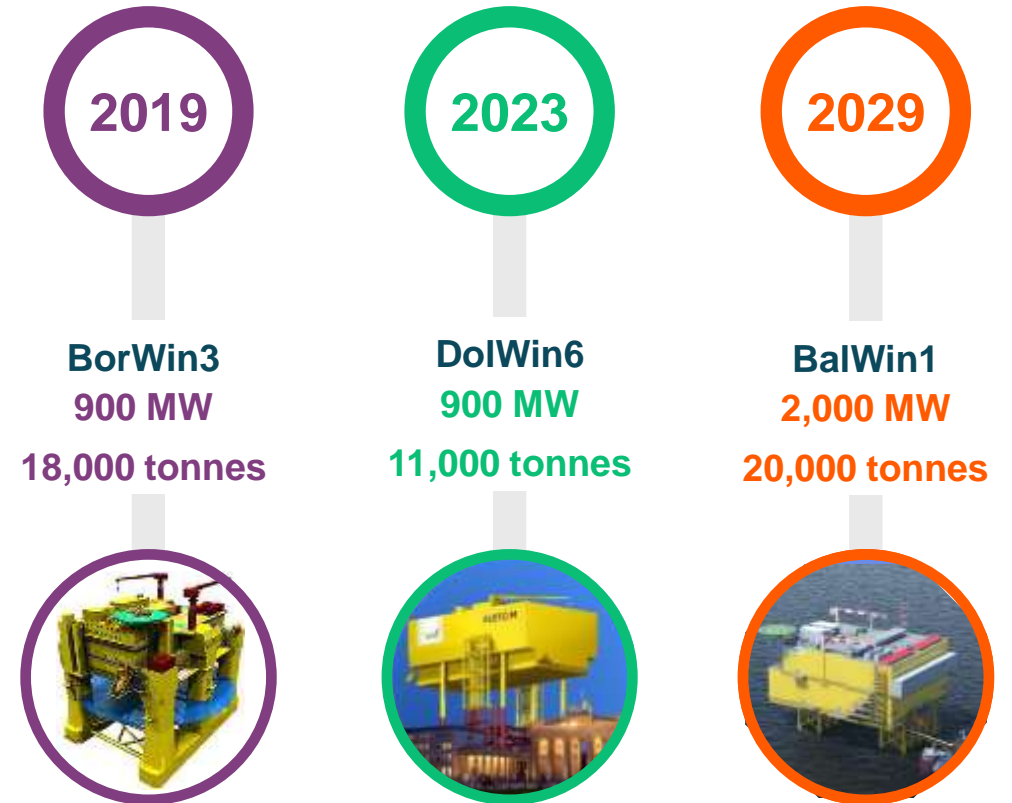 2019
2023
2029
BorWin3
900 MW
18,000 tonnes
DolWin6
900 MW
11,000 tonnes
BalWin1
2,000 MW
20,000 tonnes